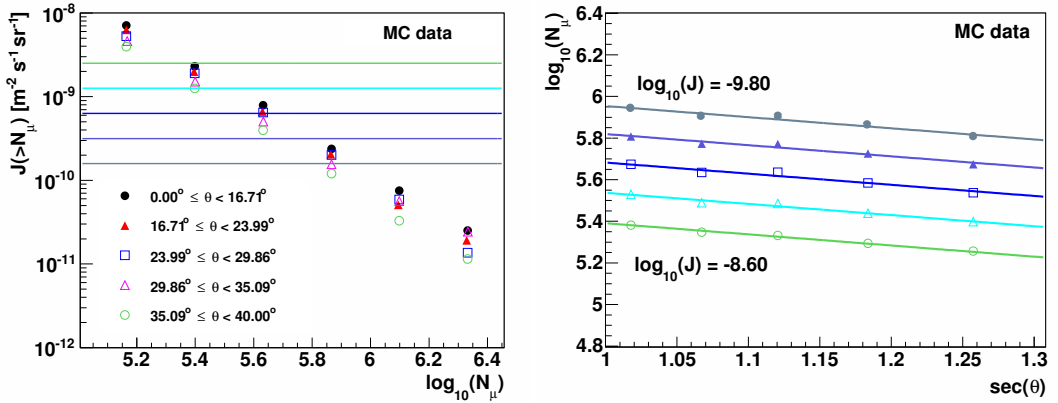 J(>N_μ) [m⁻² s⁻¹ sr⁻¹]
10⁻⁸
10⁻⁹
10⁻¹⁰
10⁻¹¹
10⁻¹²
MC data
0.00° ≤ θ < 16.71°
16.71° ≤ θ < 23.99°
23.99° ≤ θ < 29.86°
29.86° ≤ θ < 35.09°
35.09° ≤ θ < 40.00°
5.2 5.4 5.6 5.8 6 6.2 6.4
log₁₀(N_μ)
log₁₀(N_μ)
6.4
6.2
6
5.8
5.6
5.4
5.2
5
4.8
MC data
log₁₀(J) = -9.80
log₁₀(J) = -8.60
1 1.05 1.1 1.15 1.2 1.25 1.3
sec(θ)